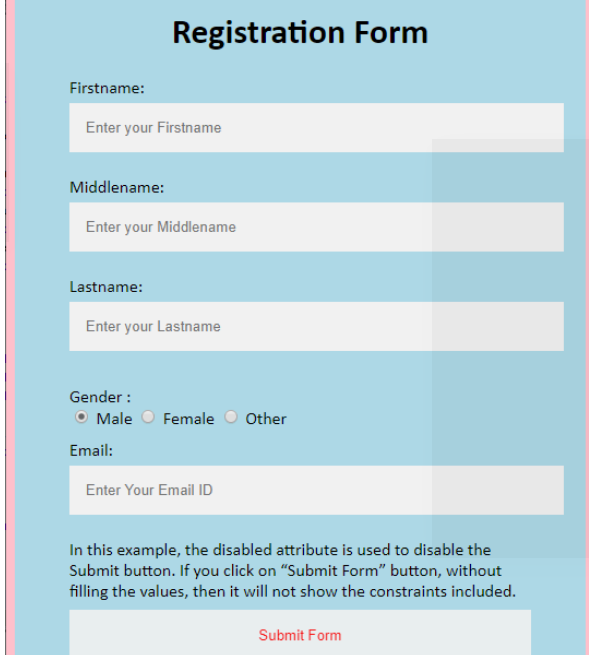 Registration Form
Firstname:
Enter your Firstname
Middlename:
Enter your Middlename
Lastname:
Enter your Lastname
Gender :
Male Female Other
Email:
Enter Your Email ID
In this example, the disabled attribute is used to disable the
Submit button. If you click on “Submit Form” button, without
filling the values, then it will not show the constraints included.
Submit Form